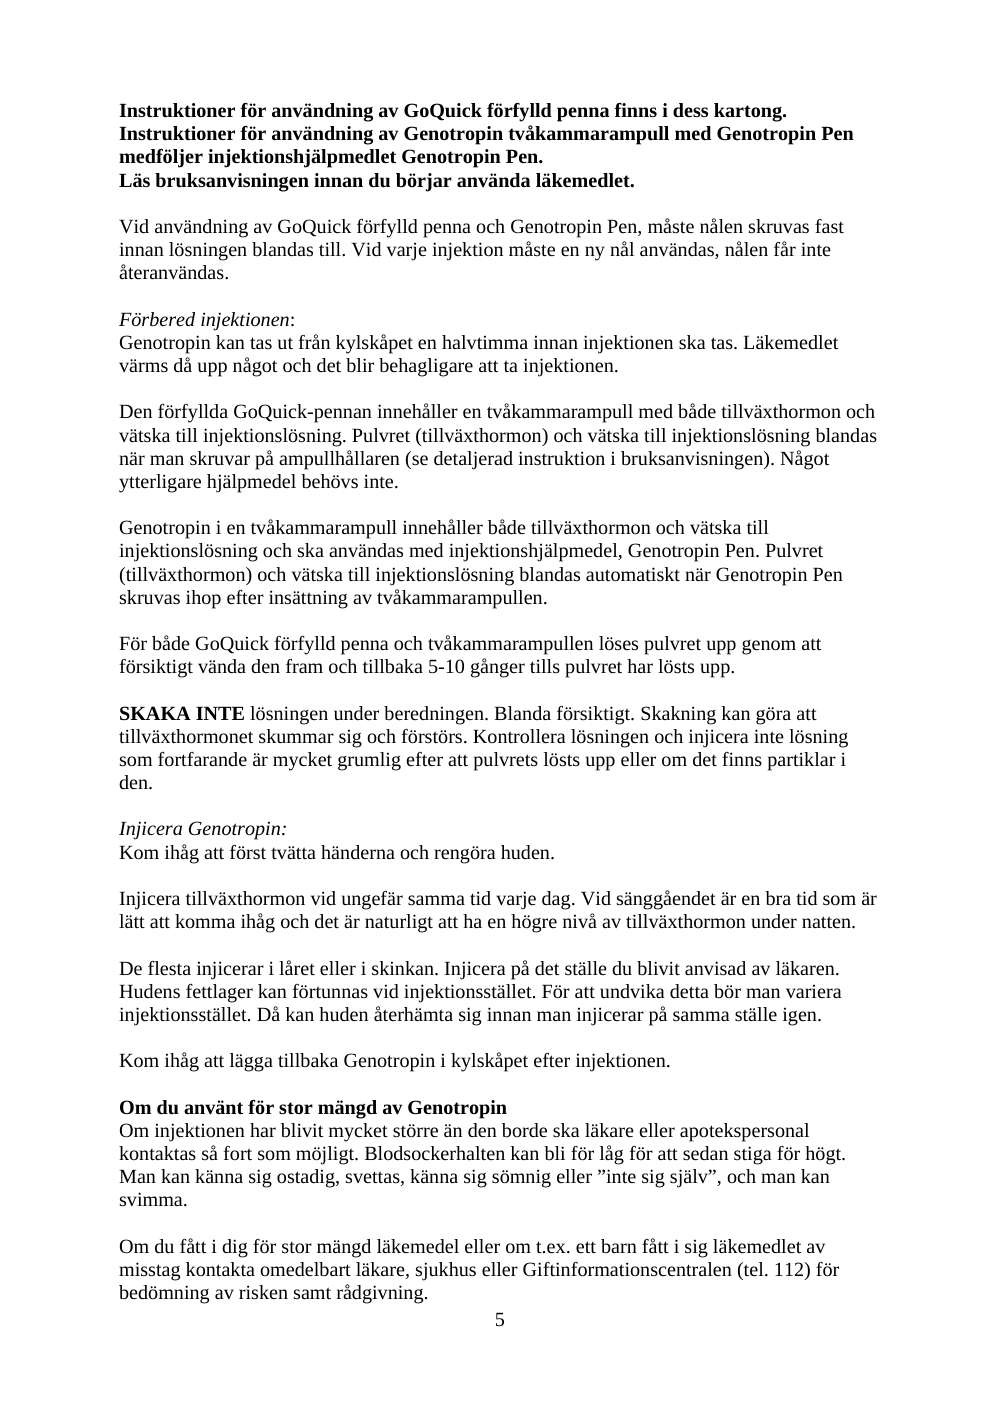 Instruktioner för användning av GoQuick förfylld penna finns i dess kartong.
Instruktioner för användning av Genotropin tvåkammarampull med Genotropin Pen
medföljer injektionshjälpmedlet Genotropin Pen.
Läs bruksanvisningen innan du börjar använda läkemedlet.
Vid användning av GoQuick förfylld penna och Genotropin Pen, måste nålen skruvas fast
innan lösningen blandas till. Vid varje injektion måste en ny nål användas, nålen får inte
återanvändas.
Förbered injektionen:
Genotropin kan tas ut från kylskåpet en halvtimma innan injektionen ska tas. Läkemedlet
värms då upp något och det blir behagligare att ta injektionen.
Den förfyllda GoQuick-pennan innehåller en tvåkammarampull med både tillväxthormon och
vätska till injektionslösning. Pulvret (tillväxthormon) och vätska till injektionslösning blandas
när man skruvar på ampullhållaren (se detaljerad instruktion i bruksanvisningen). Något
ytterligare hjälpmedel behövs inte.
Genotropin i en tvåkammarampull innehåller både tillväxthormon och vätska till
injektionslösning och ska användas med injektionshjälpmedel, Genotropin Pen. Pulvret
(tillväxthormon) och vätska till injektionslösning blandas automatiskt när Genotropin Pen
skruvas ihop efter insättning av tvåkammarampullen.
För både GoQuick förfylld penna och tvåkammarampullen löses pulvret upp genom att
försiktigt vända den fram och tillbaka 5-10 gånger tills pulvret har lösts upp.
SKAKA INTE lösningen under beredningen. Blanda försiktigt. Skakning kan göra att
tillväxthormonet skummar sig och förstörs. Kontrollera lösningen och injicera inte lösning
som fortfarande är mycket grumlig efter att pulvrets lösts upp eller om det finns partiklar i
den.
Injicera Genotropin:
Kom ihåg att först tvätta händerna och rengöra huden.
Injicera tillväxthormon vid ungefär samma tid varje dag. Vid sänggåendet är en bra tid som är
lätt att komma ihåg och det är naturligt att ha en högre nivå av tillväxthormon under natten.
De flesta injicerar i låret eller i skinkan. Injicera på det ställe du blivit anvisad av läkaren.
Hudens fettlager kan förtunnas vid injektionsstället. För att undvika detta bör man variera
injektionsstället. Då kan huden återhämta sig innan man injicerar på samma ställe igen.
Kom ihåg att lägga tillbaka Genotropin i kylskåpet efter injektionen.
Om du använt för stor mängd av Genotropin
Om injektionen har blivit mycket större än den borde ska läkare eller apotekspersonal
kontaktas så fort som möjligt. Blodsockerhalten kan bli för låg för att sedan stiga för högt.
Man kan känna sig ostadig, svettas, känna sig sömnig eller ”inte sig själv”, och man kan
svimma.
Om du fått i dig för stor mängd läkemedel eller om t.ex. ett barn fått i sig läkemedlet av
misstag kontakta omedelbart läkare, sjukhus eller Giftinformationscentralen (tel. 112) för
bedömning av risken samt rådgivning.
5